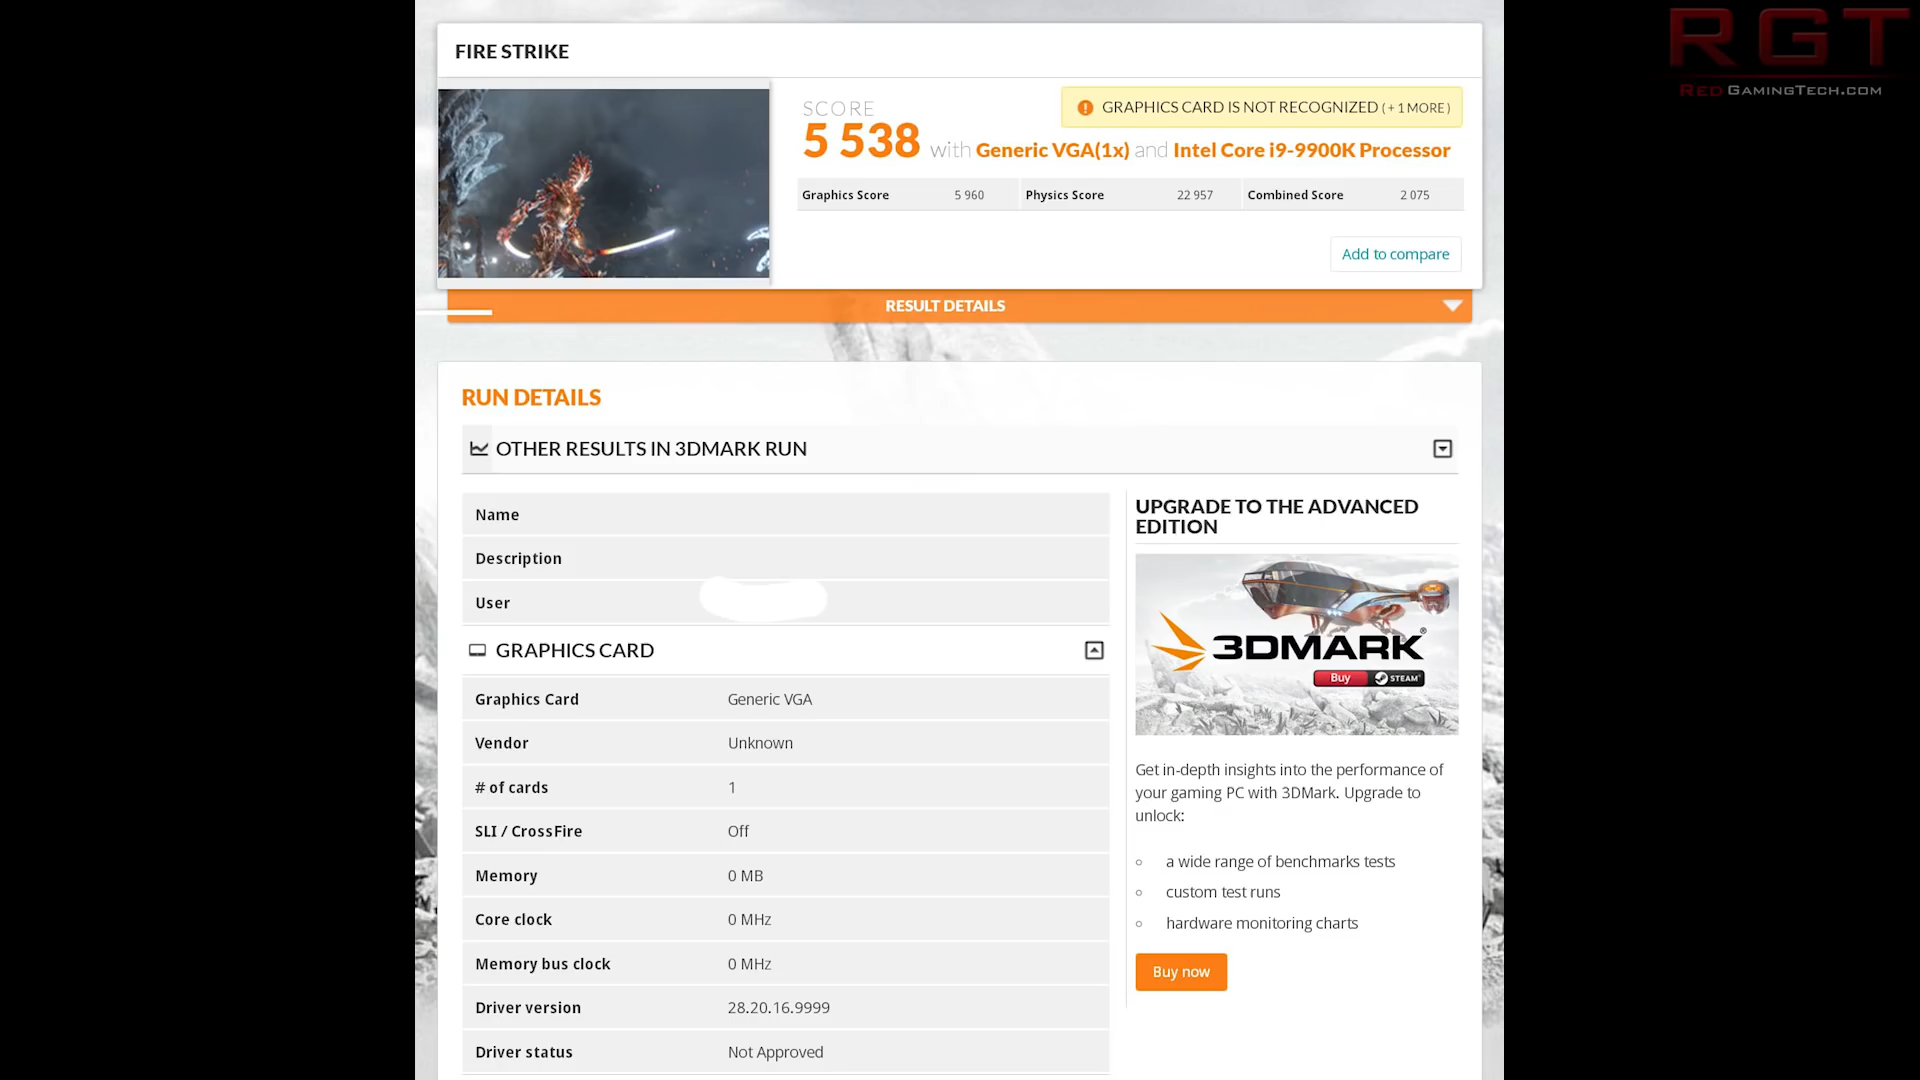 RGT
REDGAMINGTECH.COM
FIRE STRIKE
SCORE
5 538 with Generic VGA(1x) and Intel Core i9-9900K Processor
GRAPHICS CARD IS NOT RECOGNIZED ( + 1 MORE )
Graphics Score 5 960 Physics Score 22 957 Combined Score 2 075
Add to compare
RESULT DETAILS
RUN DETAILS
OTHER RESULTS IN 3DMARK RUN
Name
Description
User
GRAPHICS CARD
Graphics Card Generic VGA
Vendor Unknown
# of cards 1
SLI / CrossFire Off
Memory 0 MB
Core clock 0 MHz
Memory bus clock 0 MHz
Driver version 28.20.16.9999
Driver status Not Approved
UPGRADE TO THE ADVANCED
EDITION
3DMARK®
Buy STEAM
Get in-depth insights into the performance of
your gaming PC with 3DMark. Upgrade to
unlock:
a wide range of benchmarks tests
custom test runs
hardware monitoring charts
Buy now